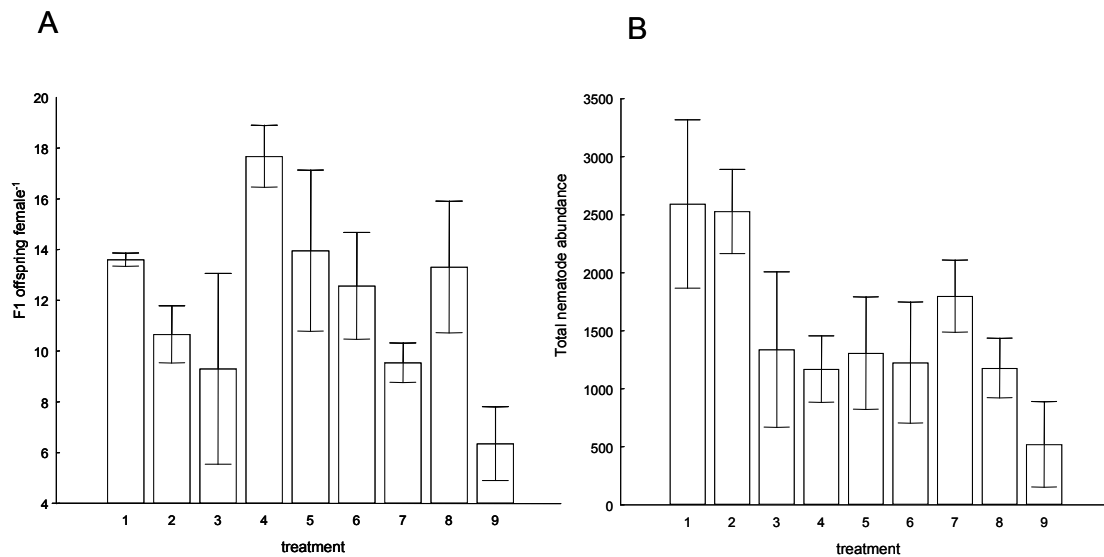 A
20
18
16
14
12
10
8
6
4
F1 offspring female⁻¹
1 2 3 4 5 6 7 8 9
treatment
B
3500
3000
2500
2000
1500
1000
500
0
Total nematode abundance
1 2 3 4 5 6 7 8 9
treatment